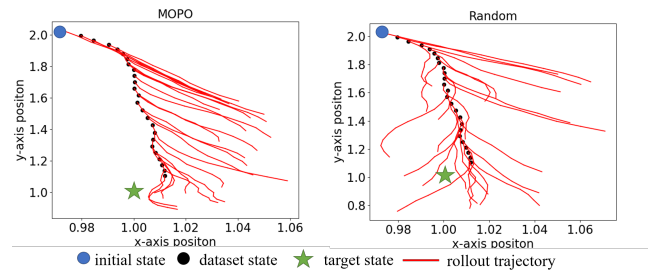 MOPO
Random
y-axis positon
2.0
1.8
1.6
1.4
1.2
1.0
0.98
1.00
1.02
1.04
1.06
x-axis positon
y-axis positon
2.0
1.8
1.6
1.4
1.2
1.0
0.8
0.98
1.00
1.02
1.04
1.06
x-axis positon
initial state
dataset state
target state
rollout trajectory